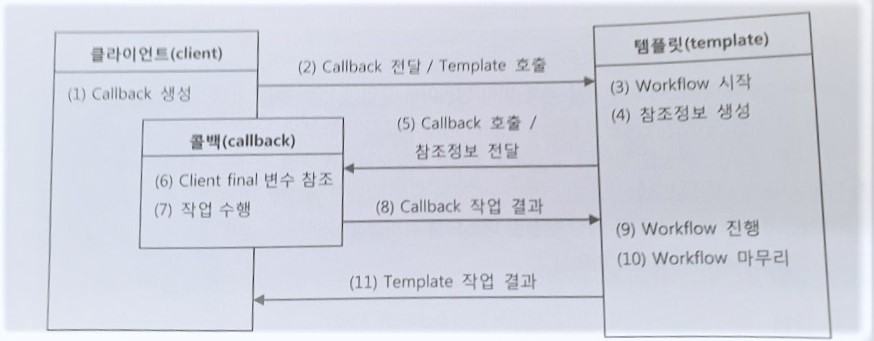 클라이언트(client)
(1) Callback 생성
콜백(callback)
(6) Client final 변수 참조
(7) 작업 수행
(2) Callback 전달 / Template 호출
(5) Callback 호출 /
참조정보 전달
(8) Callback 작업 결과
(11) Template 작업 결과
템플릿(template)
(3) Workflow 시작
(4) 참조정보 생성
(9) Workflow 진행
(10) Workflow 마무리